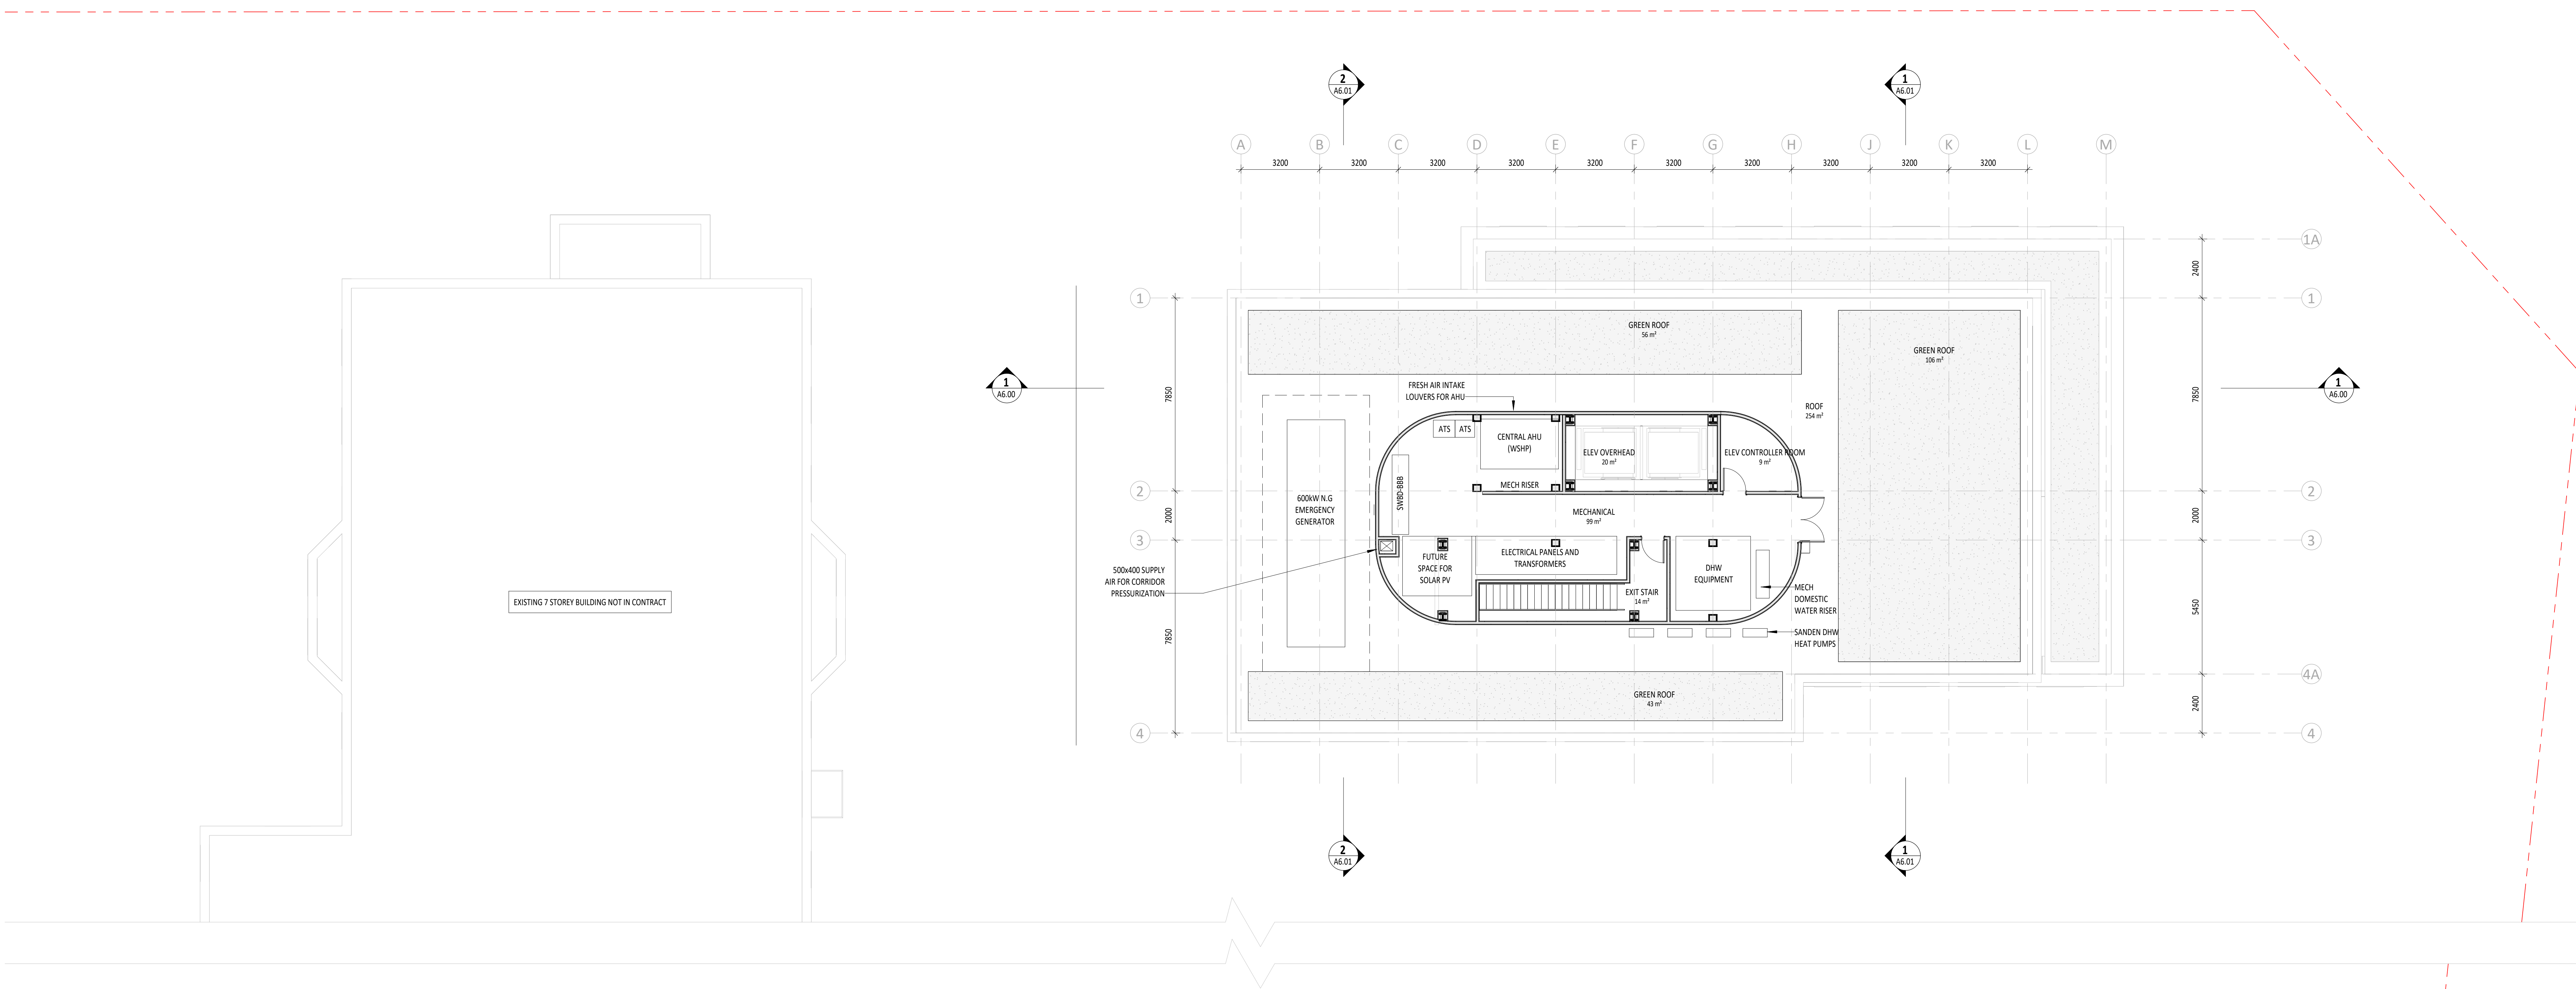 2
A6.01
1
A6.01
A
B
C
D
E
F
G
H
J
K
L
M
3200
3200
3200
3200
3200
3200
3200
3200
3200
3200
1A
2400
1
1
GREEN ROOF
56 m²
GREEN ROOF
106 m²
1
A6.00
7850
FRESH AIR INTAKE
LOUVERS FOR AHU
ROOF
254 m²
7850
1
A6.00
ATS
ATS
CENTRAL AHU
(WSHP)
ELEV OVERHEAD
20 m²
ELEV CONTROLLER ROOM
9 m²
SWBD-BBB
MECH RISER
2
2
600kW N.G
EMERGENCY
GENERATOR
2000
MECHANICAL
99 m²
2000
3
3
500x400 SUPPLY
AIR FOR CORRIDOR
PRESSURIZATION
FUTURE
SPACE FOR
SOLAR PV
ELECTRICAL PANELS AND
TRANSFORMERS
DHW
EQUIPMENT
EXIT STAIR
14 m²
MECH
DOMESTIC
WATER RISER
5450
EXISTING 7 STOREY BUILDING NOT IN CONTRACT
7850
SANDEN DHW
HEAT PUMPS
4A
GREEN ROOF
43 m²
2400
4
4
2
A6.01
1
A6.01